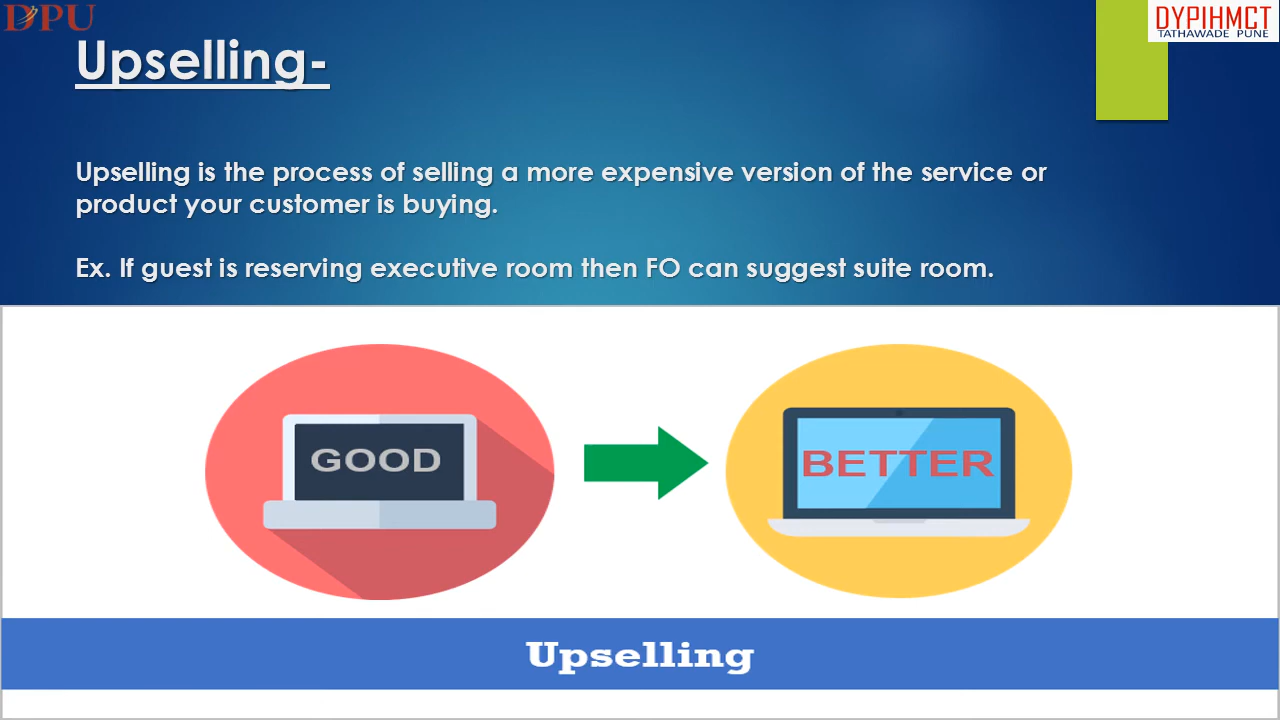 DPU
DYPIHMCT
TATHAWADE PUNE
Upselling-
Upselling is the process of selling a more expensive version of the service or
product your customer is buying.
Ex. If guest is reserving executive room then FO can suggest suite room.
GOOD
BETTER
Upselling